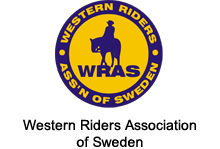 WESTERN RIDERS
WRAS
ASS'N OF SWEDEN
Western Riders Association
of Sweden